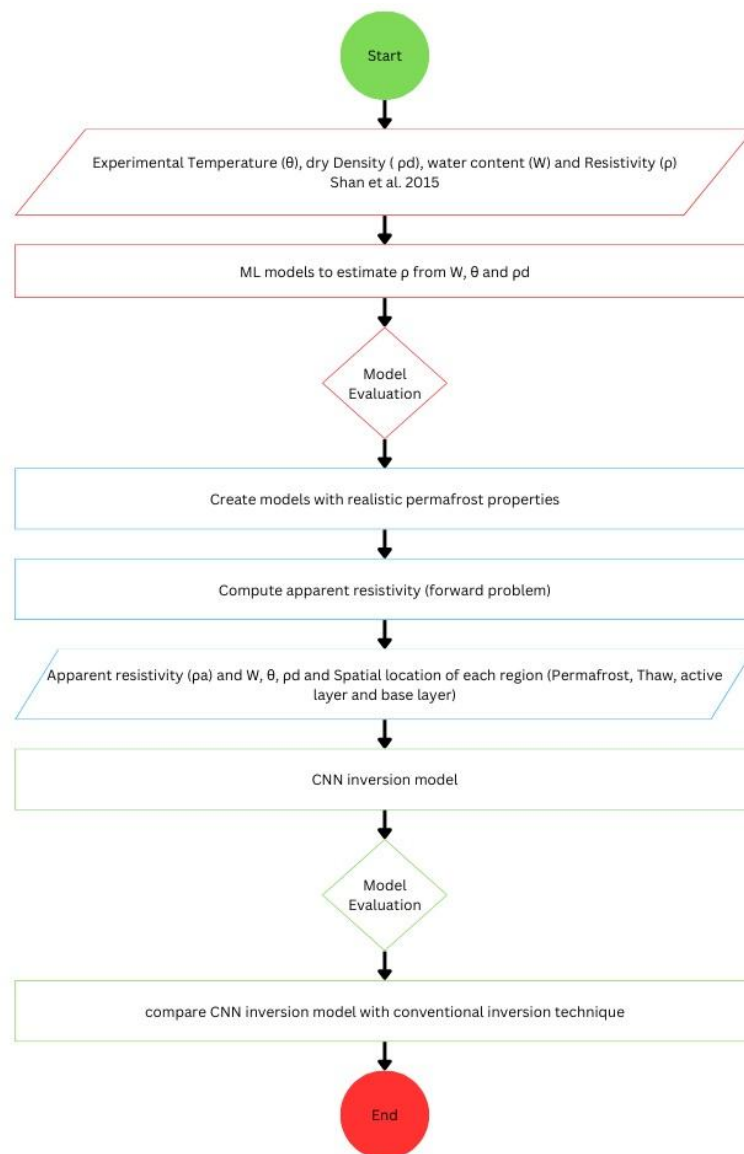 Start
Experimental Temperature (θ), dry Density ( ρd), water content (W) and Resistivity (ρ)
Shan et al. 2015
ML models to estimate ρ from W, θ and ρd
Model
Evaluation
Create models with realistic permafrost properties
Compute apparent resistivity (forward problem)
Apparent resistivity (ρa) and W, θ, ρd and Spatial location of each region (Permafrost, Thaw, active
layer and base layer)
CNN inversion model
Model
Evaluation
compare CNN inversion model with conventional inversion technique
End